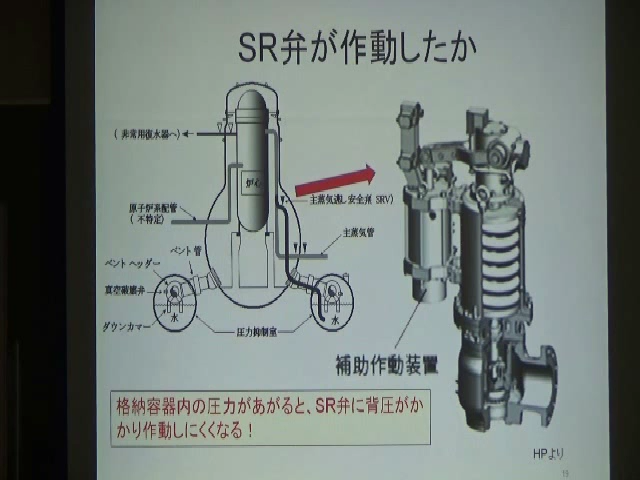 SR弁が作動したか
(非常用復水器へ)
炉心
原子炉系配管
(不特定)
主蒸気逃し安全弁 SRV)
主蒸気管
ベント管
ベントヘッダー
真空破壊弁
ダウンカマー
水
圧力抑制室
水
補助作動装置
格納容器内の圧力があがると、SR弁に背圧がか
かり作動しにくくなる！
HPより